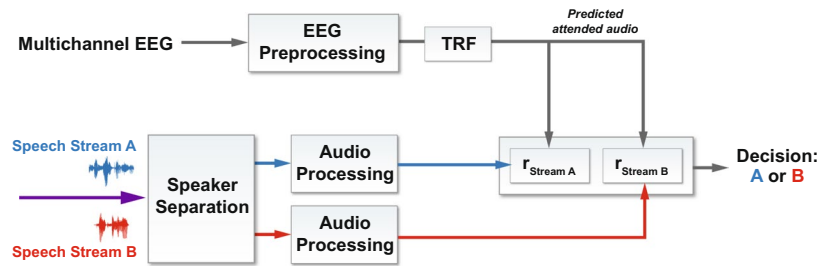 Multichannel EEG
EEG
Preprocessing
TRF
Predicted
attended audio
Speech Stream A
Speech Stream B
Speaker
Separation
Audio
Processing
Audio
Processing
r Stream A
r Stream B
Decision:
A or B